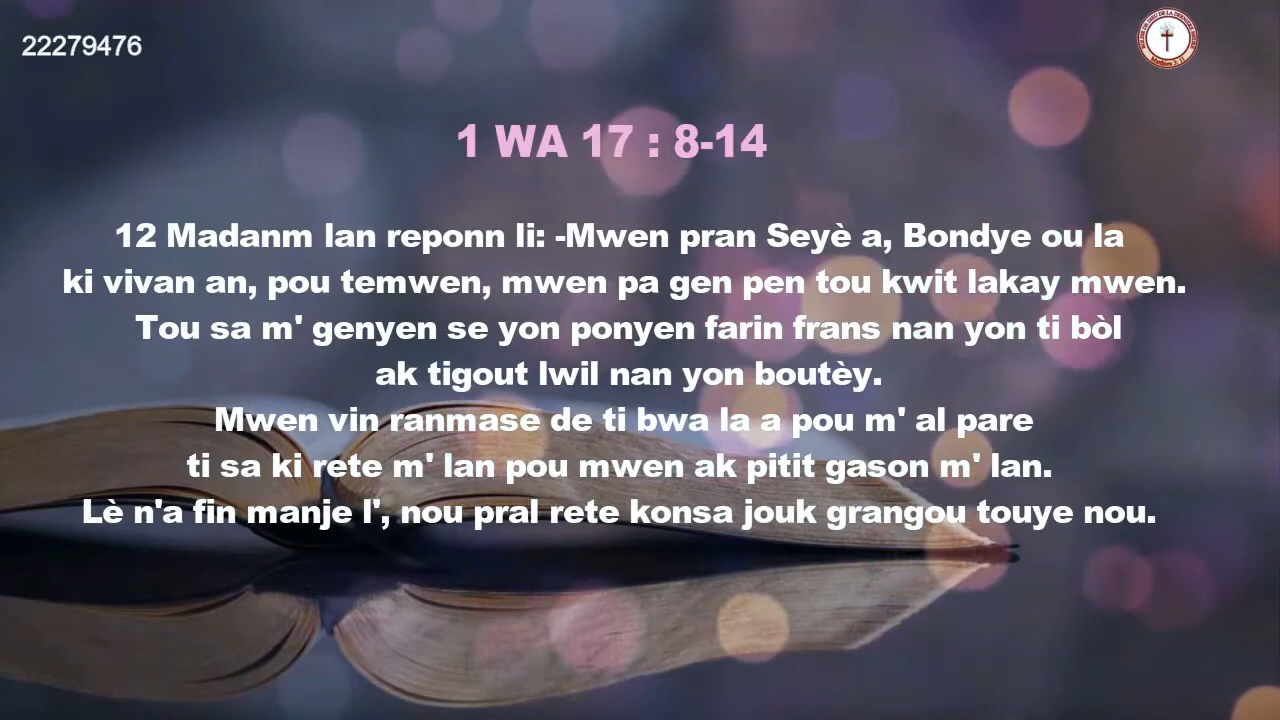 22279476
1 WA 17 : 8-14
12 Madanm lan reponn li: -Mwen pran Seyè a, Bondye ou la
ki vivan an, pou temwen, mwen pa gen pen tou kwit lakay mwen.
Tou sa m' genyen se yon ponyen farin frans nan yon ti bòl
ak tigout lwil nan yon boutèy.
Mwen vin ranmase de ti bwa la a pou m' al pare
ti sa ki rete m' lan pou mwen ak pitit gason m' lan.
Lè n'a fin manje l', nou pral rete konsa jouk grangou touye nou.